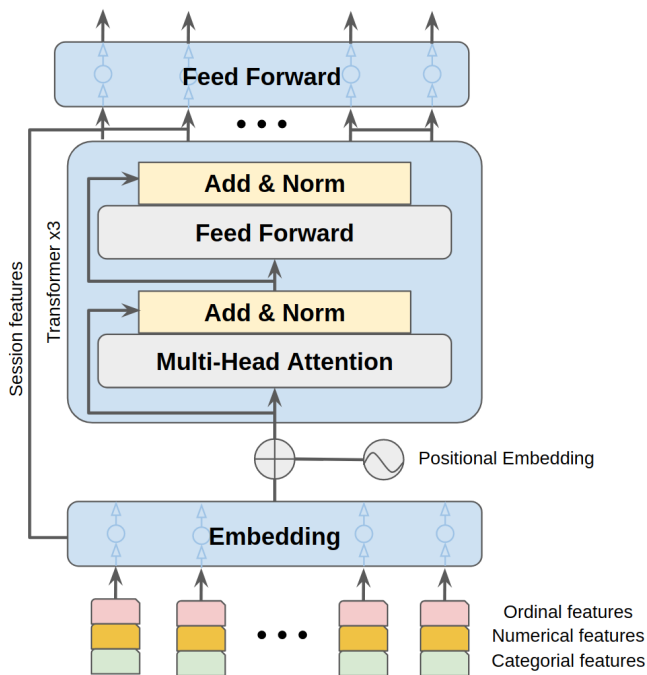 Feed Forward
• • •
Add & Norm
Feed Forward
Add & Norm
Multi-Head Attention
Transformer x3
Session features
Positional Embedding
Embedding
• • •
Ordinal features
Numerical features
Categorial features